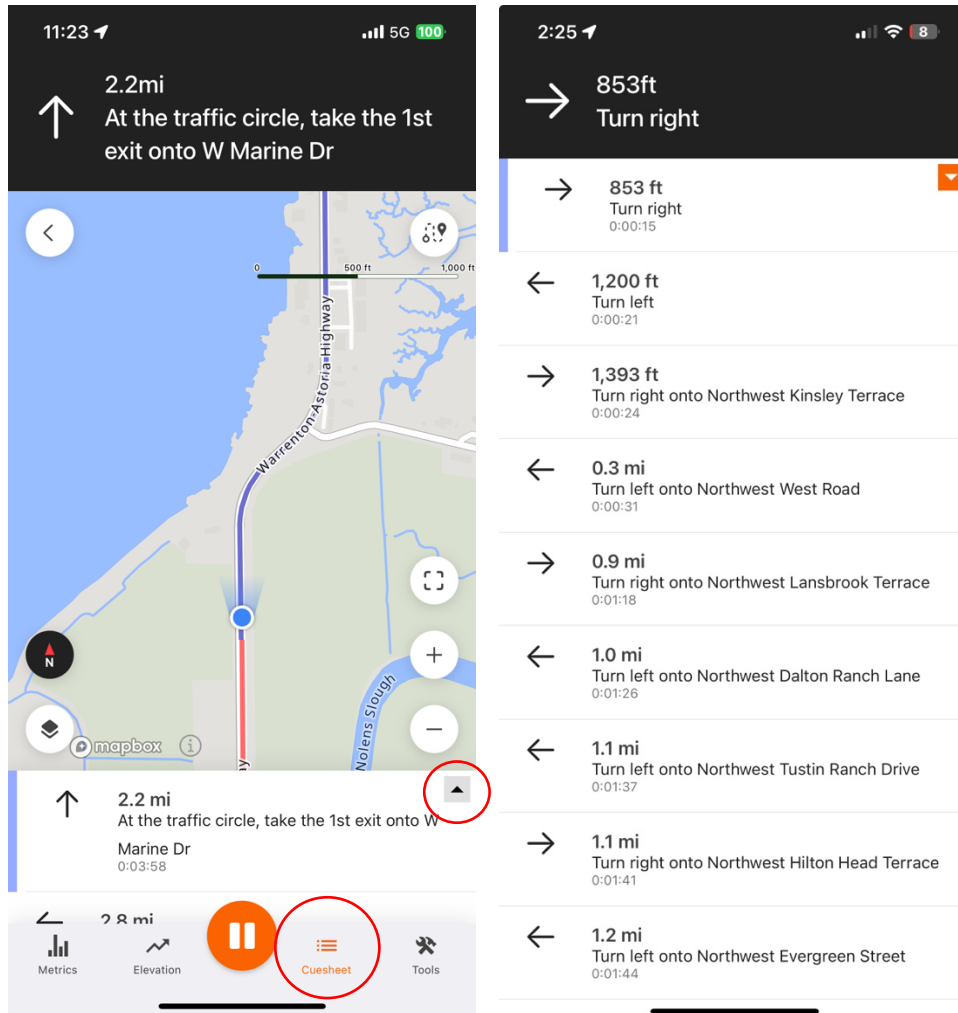 11:23
5G 100
2.2mi
At the traffic circle, take the 1st
exit onto W Marine Dr
0 500 ft 1,000 ft
Warrenton-Astoria-Highway
N
mapbox
i
Nolens Slough
ay
2.2 mi
At the traffic circle, take the 1st exit onto W
Marine Dr
0:03:58
2.8 mi
Metrics
Elevation
Cuesheet
Tools
2:25
8
853ft
Turn right
853 ft
Turn right
0:00:15
1,200 ft
Turn left
0:00:21
1,393 ft
Turn right onto Northwest Kinsley Terrace
0:00:24
0.3 mi
Turn left onto Northwest West Road
0:00:31
0.9 mi
Turn right onto Northwest Lansbrook Terrace
0:01:18
1.0 mi
Turn left onto Northwest Dalton Ranch Lane
0:01:26
1.1 mi
Turn left onto Northwest Tustin Ranch Drive
0:01:37
1.1 mi
Turn right onto Northwest Hilton Head Terrace
0:01:41
1.2 mi
Turn left onto Northwest Evergreen Street
0:01:44